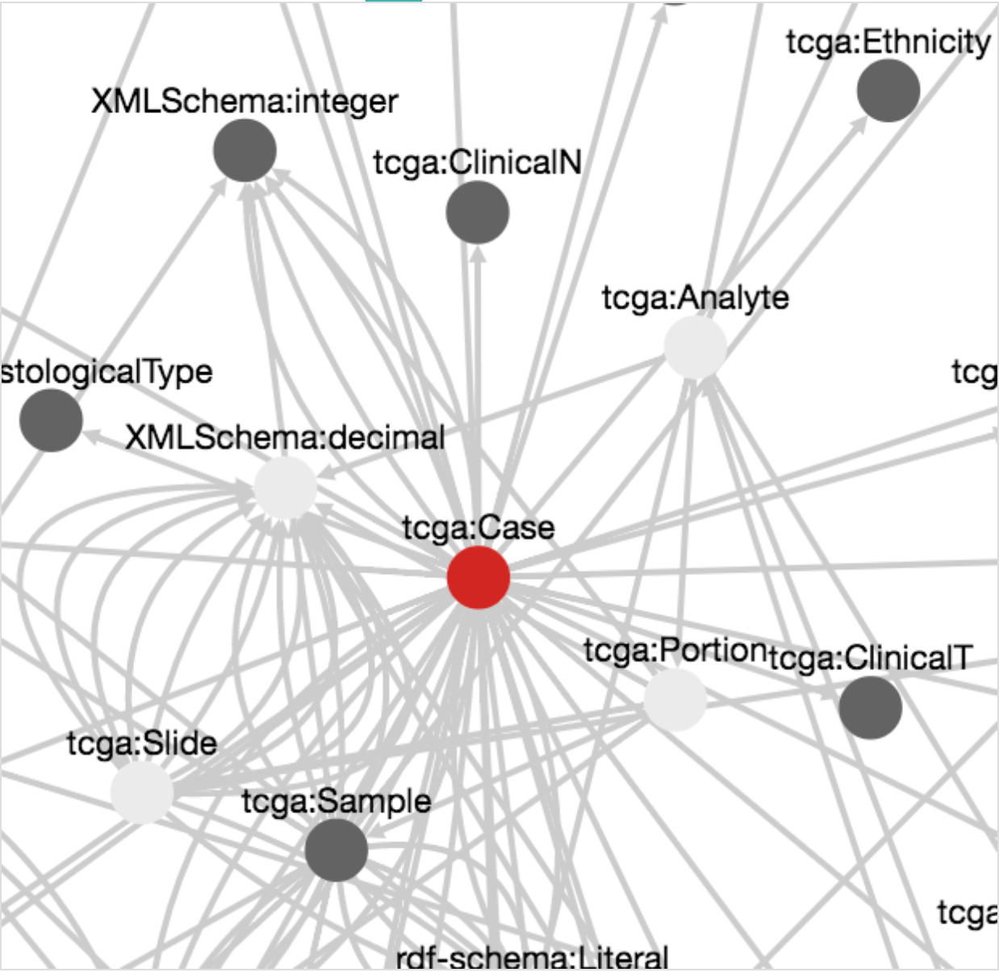 tcga:Ethnicity
XMLSchema:integer
tcga:ClinicalN
tcga:Analyte
stologicalType
tcg
XMLSchema:decimal
tcga:Case
tcga:Portion
tcga:ClinicalT
tcga:Slide
tcga:Sample
tcga
rdf-schema:Literal